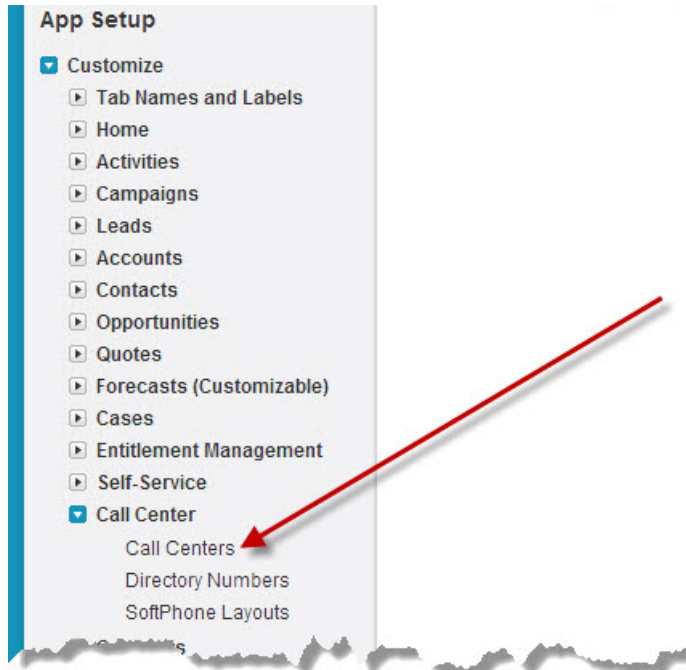 App Setup
Customize
Tab Names and Labels
Home
Activities
Campaigns
Leads
Accounts
Contacts
Opportunities
Quotes
Forecasts (Customizable)
Cases
Entitlement Management
Self-Service
Call Center
Call Centers
Directory Numbers
SoftPhone Layouts